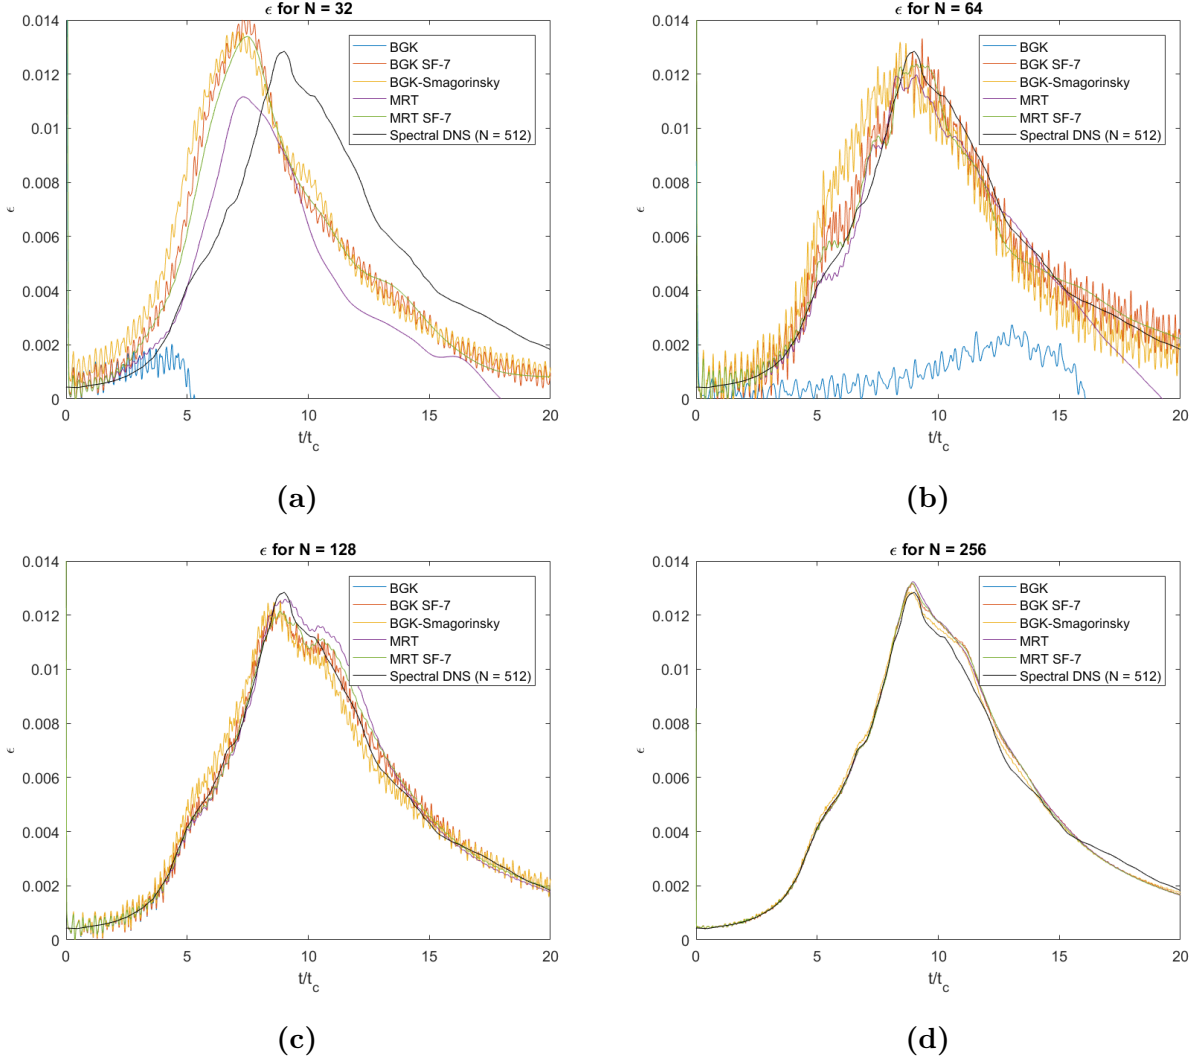 ϵ for N = 32
0.014
0.012
0.01
0.008
0.006
0.004
0.002
0
ϵ
0 5 10 15 20
t/t_c
BGK
BGK SF-7
BGK-Smagorinsky
MRT
MRT SF-7
Spectral DNS (N = 512)
(a)
ϵ for N = 64
0.014
0.012
0.01
0.008
0.006
0.004
0.002
0
ϵ
0 5 10 15 20
t/t_c
BGK
BGK SF-7
BGK-Smagorinsky
MRT
MRT SF-7
Spectral DNS (N = 512)
(b)
ϵ for N = 128
0.014
0.012
0.01
0.008
0.006
0.004
0.002
0
ϵ
0 5 10 15 20
t/t_c
BGK
BGK SF-7
BGK-Smagorinsky
MRT
MRT SF-7
Spectral DNS (N = 512)
(c)
ϵ for N = 256
0.014
0.012
0.01
0.008
0.006
0.004
0.002
0
ϵ
0 5 10 15 20
t/t_c
BGK
BGK SF-7
BGK-Smagorinsky
MRT
MRT SF-7
Spectral DNS (N = 512)
(d)